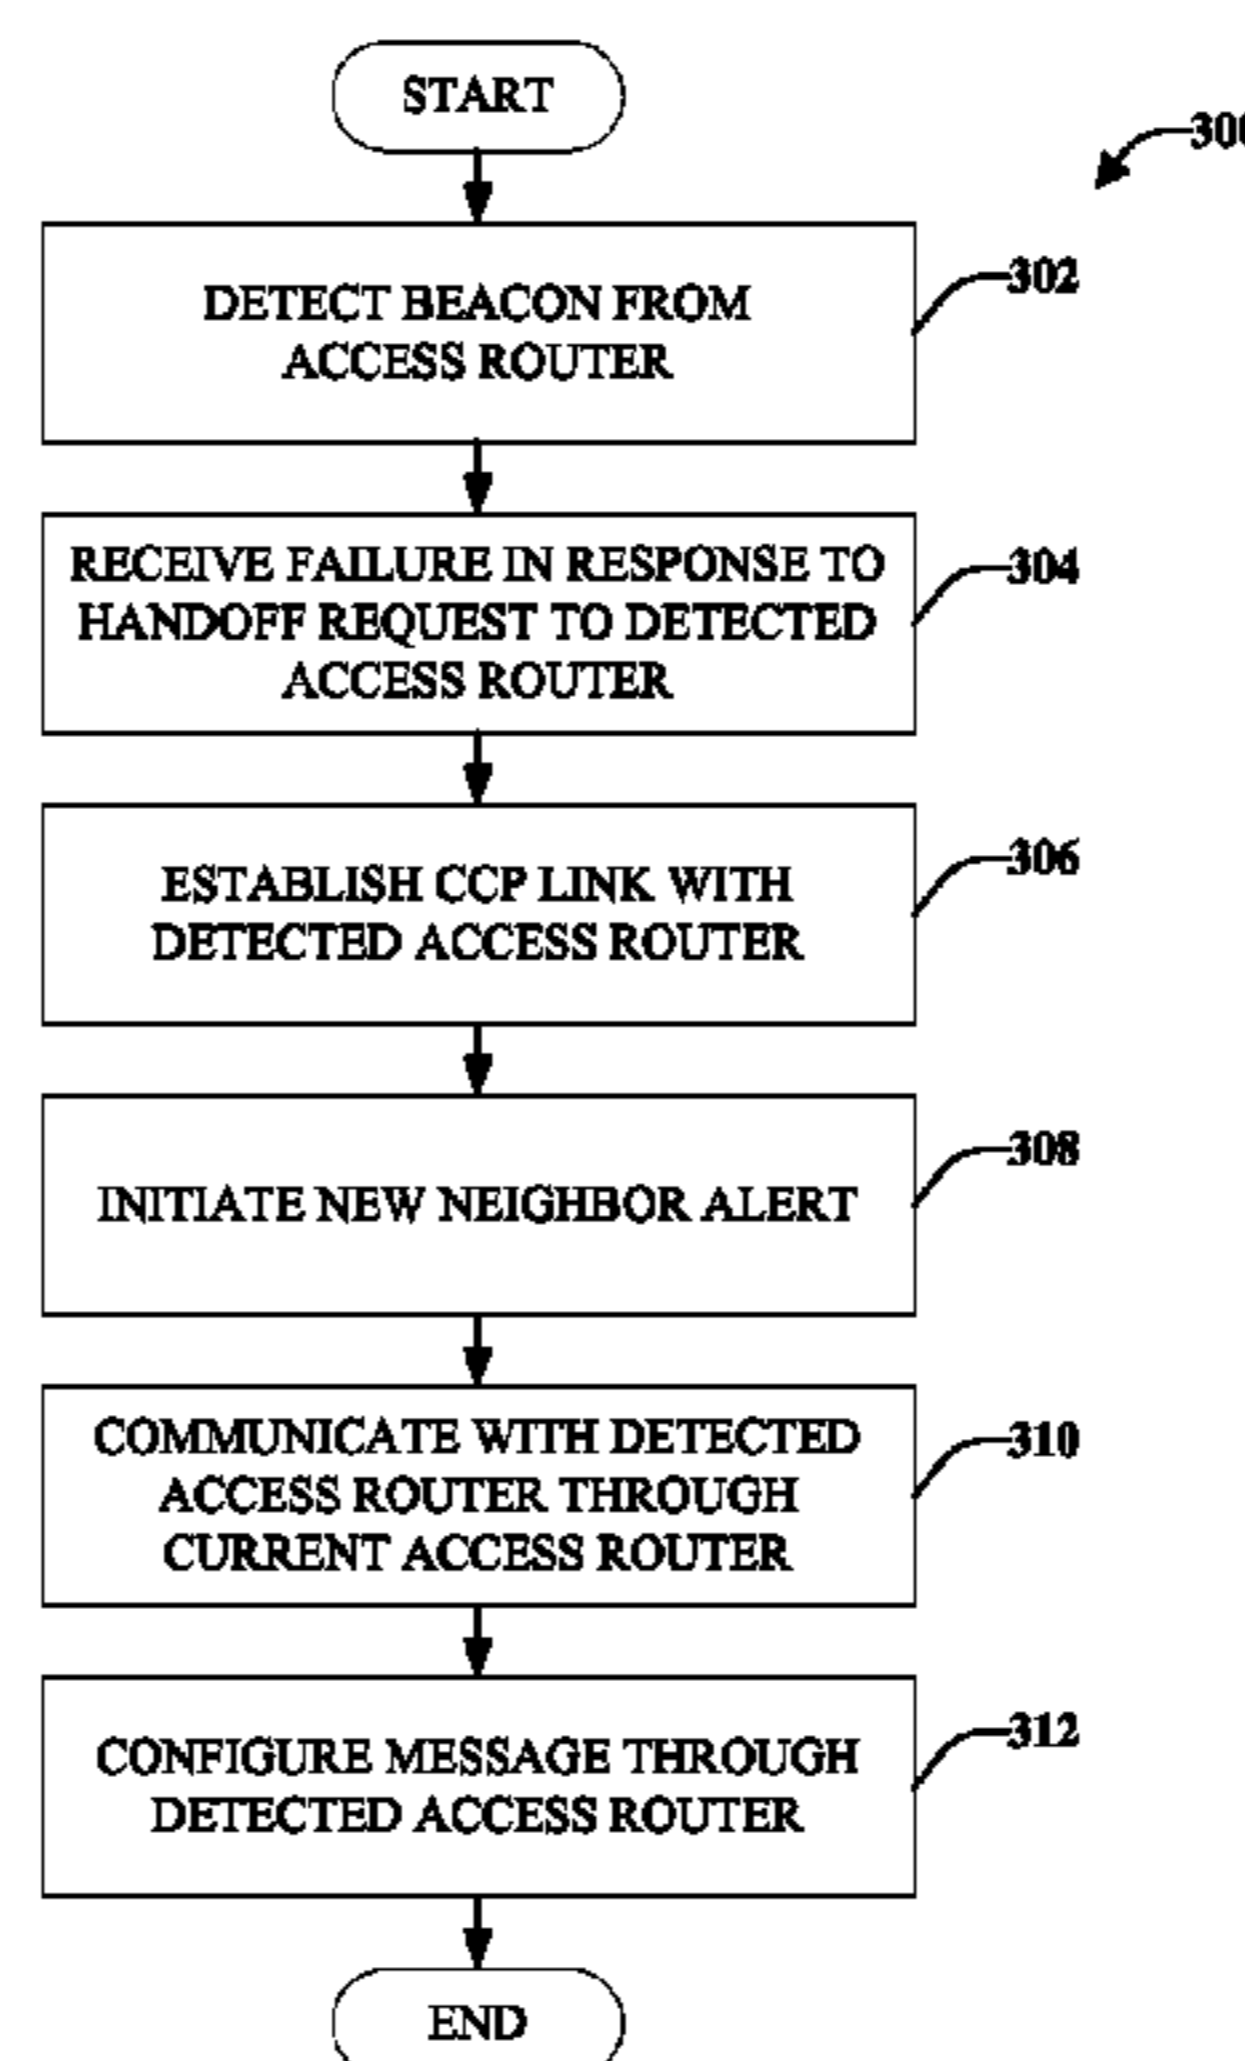 START
300
DETECT BEACON FROM
ACCESS ROUTER
302
RECEIVE FAILURE IN RESPONSE TO
HANDOFF REQUEST TO DETECTED
ACCESS ROUTER
304
ESTABLISH CCP LINK WITH
DETECTED ACCESS ROUTER
306
INITIATE NEW NEIGHBOR ALERT
308
COMMUNICATE WITH DETECTED
ACCESS ROUTER THROUGH
CURRENT ACCESS ROUTER
310
CONFIGURE MESSAGE THROUGH
DETECTED ACCESS ROUTER
312
END